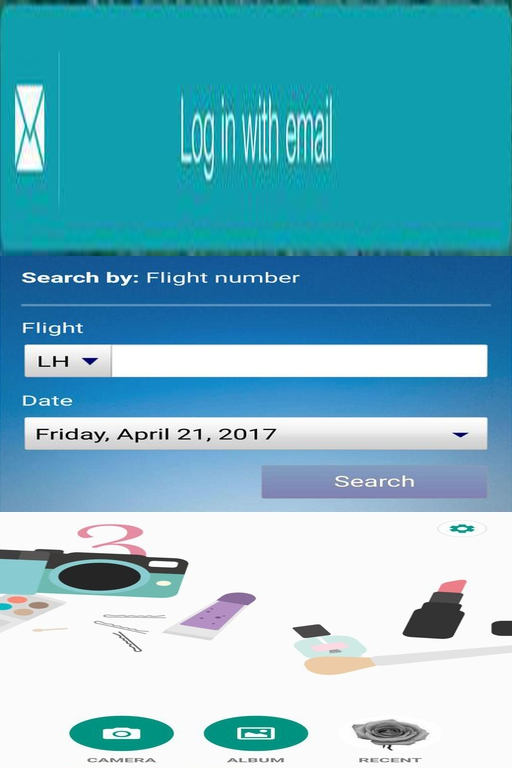 Log in with email
Search by: Flight number
Flight
LH
Date
Friday, April 21, 2017
Search
3
CAMERA ALBUM RECENT